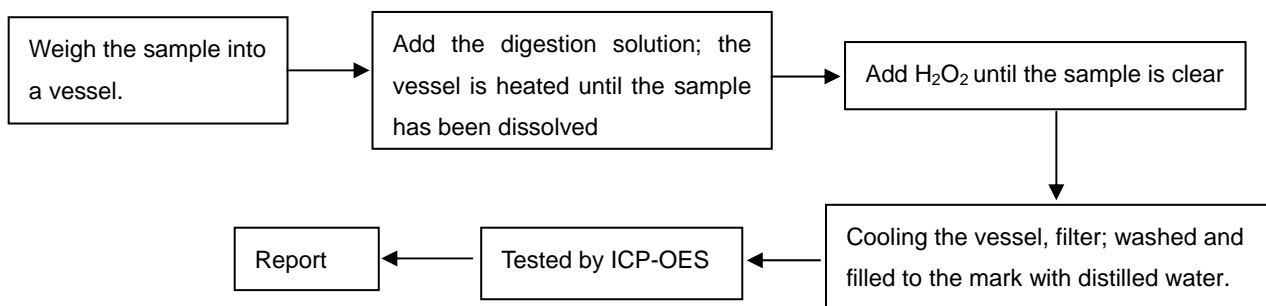 Weigh the sample into
a vessel.
Add the digestion solution; the
vessel is heated until the sample
has been dissolved
Add H₂O₂ until the sample is clear
Cooling the vessel, filter; washed and
filled to the mark with distilled water.
Tested by ICP-OES
Report